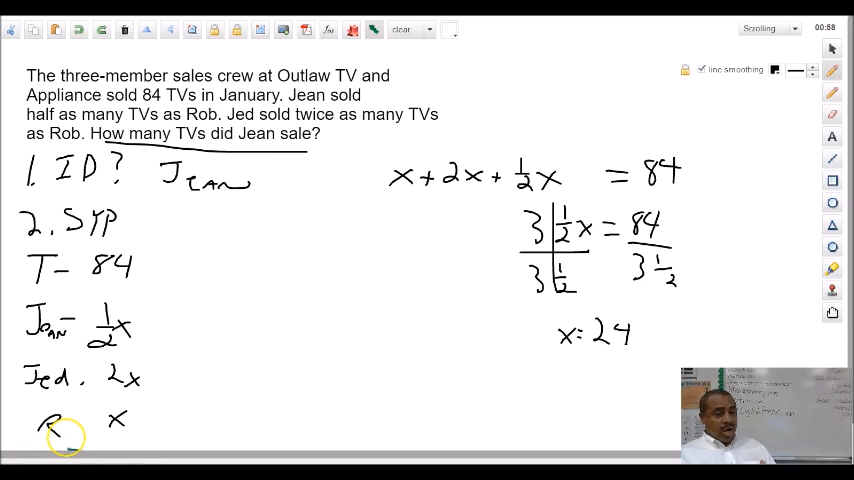 clear
Scrolling
00:58
line smoothing
The three-member sales crew at Outlaw TV and
Appliance sold 84 TVs in January. Jean sold
half as many TVs as Rob. Jed sold twice as many TVs
as Rob. How many TVs did Jean sale?
1. ID? Jean
2. SYP
T- 84
Jean- 1/2x
Jed. 2x
R x
x + 2x + 1/2x = 84
3 1/2x = 84
3 1/2 3 1/2
x = 24